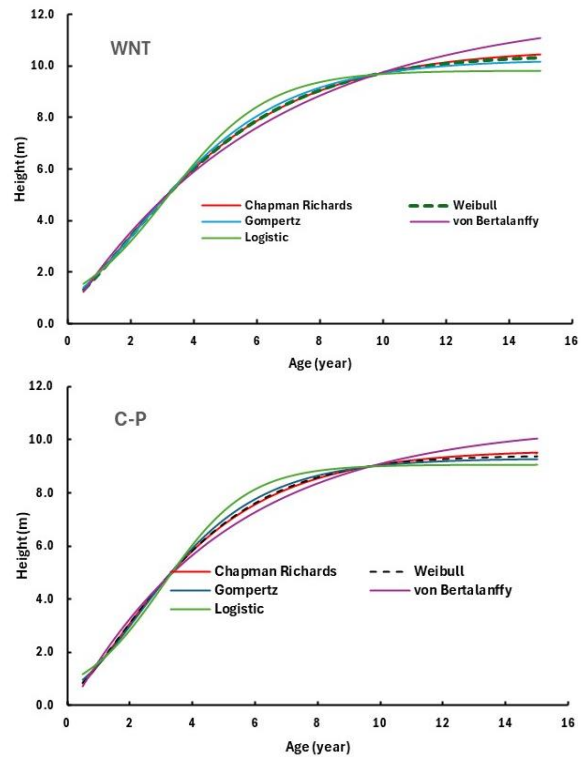 WNT
12.0
10.0
8.0
6.0
4.0
2.0
0.0
Height (m)
Chapman Richards
Weibull
Gompertz
von Bertalanffy
Logistic
0 2 4 6 8 10 12 14 16
Age (year)
C-P
12.0
10.0
8.0
6.0
4.0
2.0
0.0
Height (m)
Chapman Richards
Weibull
Gompertz
von Bertalanffy
Logistic
0 2 4 6 8 10 12 14 16
Age (year)